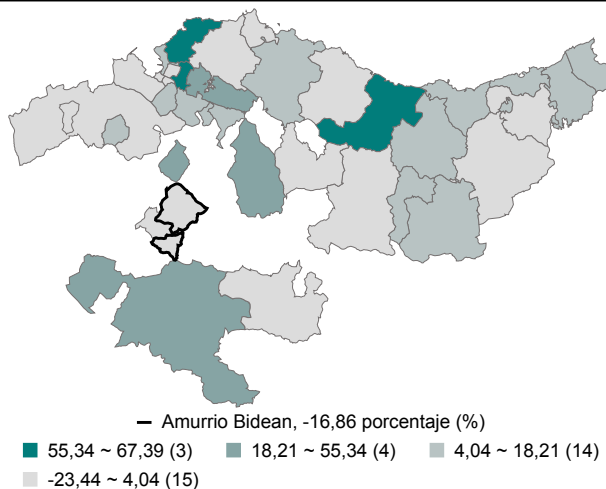 Amurrio Bidean, -16,86 porcentaje (%)
55,34 ~ 67,39 (3) 18,21 ~ 55,34 (4) 4,04 ~ 18,21 (14)
-23,44 ~ 4,04 (15)